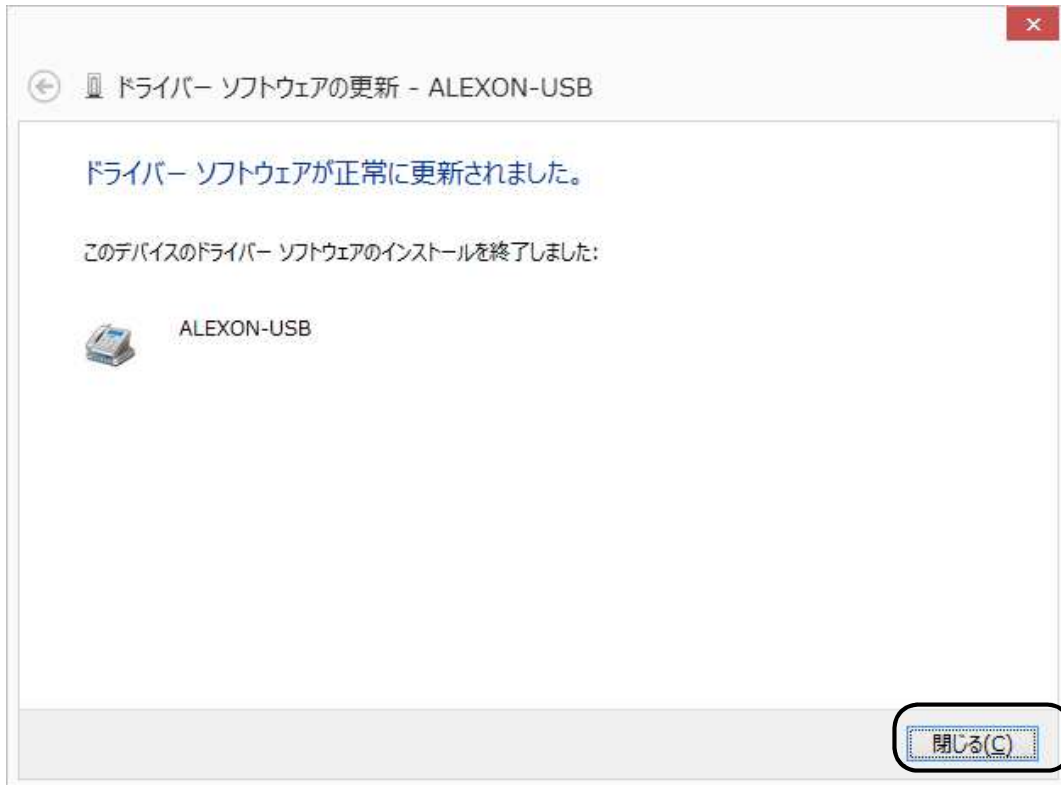 ドライバー ソフトウェアの更新 - ALEXON-USB
ドライバー ソフトウェアが正常に更新されました。
このデバイスのドライバー ソフトウェアのインストールを終了しました:
ALEXON-USB
閉じる(C)